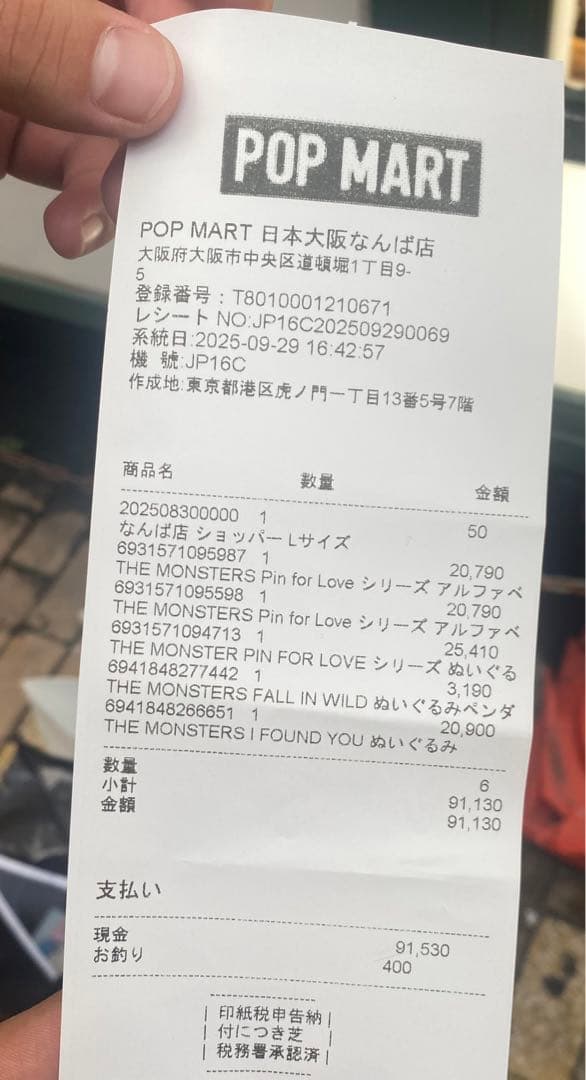 POP MART
POP MART 日本大阪なんば店
大阪府大阪市中央区道頓堀1丁目9-
5
登録番号：T8010001210671
レシート NO:JP16C202509290069
系統日:2025-09-29 16:42:57
機 號:JP16C
作成地:東京都港区虎ノ門一丁目13番5号7階
商品名 数量 金額
202508300000 1 50
なんば店 ショッパー Lサイズ
6931571095987 1 20,790
THE MONSTERS Pin for Love シリーズ アルファベ
6931571095598 1 20,790
THE MONSTERS Pin for Love シリーズ アルファベ
6931571094713 1 25,410
THE MONSTER PIN FOR LOVE シリーズ ぬいぐる
6941848277442 1 3,190
THE MONSTERS FALL IN WILD ぬいぐるみペンダ
6941848266651 1 20,900
THE MONSTERS I FOUND YOU ぬいぐるみ
数量 6
小計 91,130
金額 91,130
支払い
現金 91,530
お釣り 400
印紙税申告納
付につき芝
税務署承認済